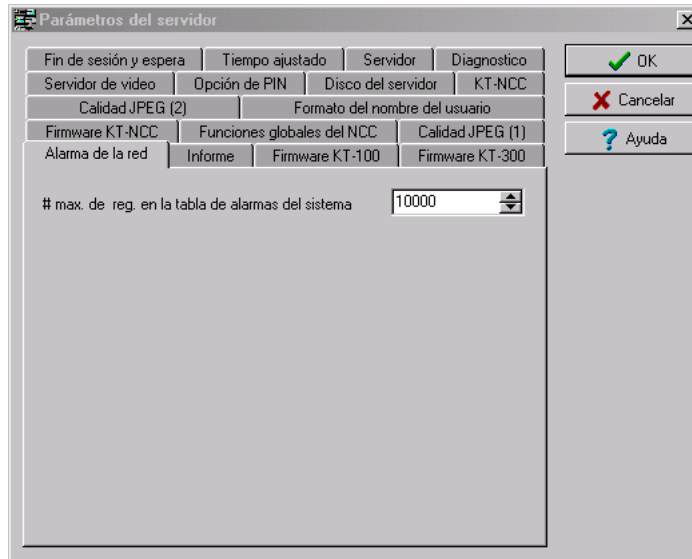 Parámetros del servidor
Fin de sesión y espera
Tiempo ajustado
Servidor
Diagnostico
Servidor de video
Opción de PIN
Disco del servidor
KT-NCC
Calidad JPEG (2)
Formato del nombre del usuario
Firmware KT-NCC
Funciones globales del NCC
Calidad JPEG (1)
Alarma de la red
Informe
Firmware KT-100
Firmware KT-300
# max. de reg. en la tabla de alarmas del sistema
10000
OK
Cancelar
Ayuda